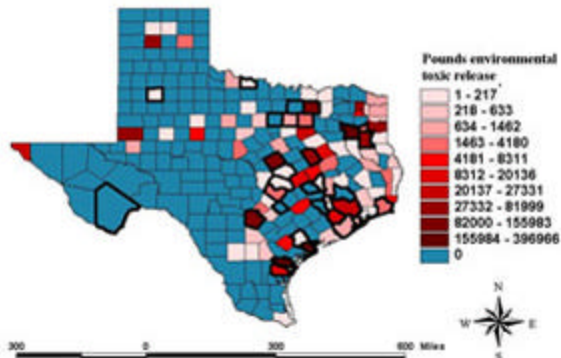 Pounds environmental
toxic release
1 - 217
218 - 633
634 - 1462
1463 - 4180
4181 - 8311
8312 - 20136
20137 - 27331
27332 - 81999
82000 - 155983
155984 - 396966
0
N
W E
S
300 0 300 600 Miles